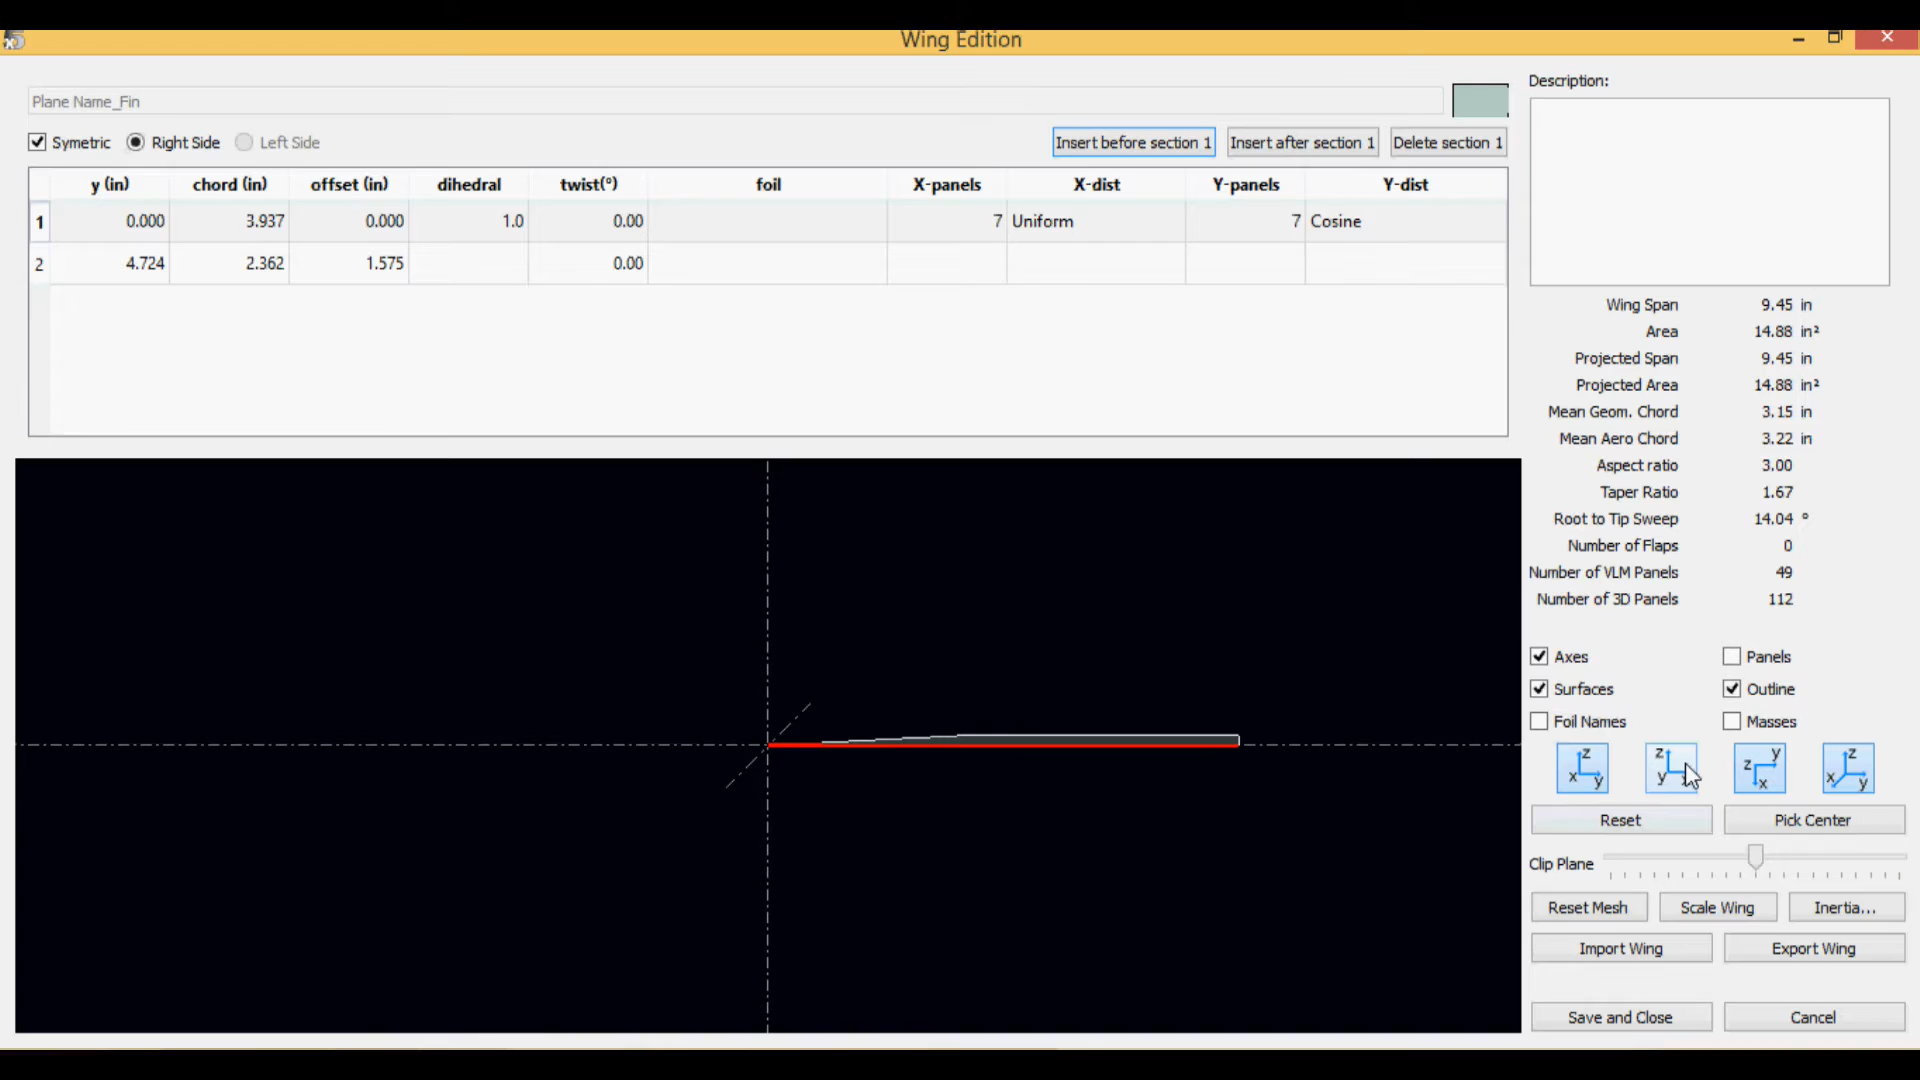 Wing Edition
Plane Name_Fin
Symetric Right Side Left Side
Insert before section 1 Insert after section 1 Delete section 1
y (in) chord (in) offset (in) dihedral twist(°) foil X-panels X-dist Y-panels Y-dist
1 0.000 3.937 0.000 1.0 0.00 7 Uniform 7 Cosine
2 4.724 2.362 1.575 0.00
Description:
Wing Span 9.45 in
Area 14.88 in²
Projected Span 9.45 in
Projected Area 14.88 in²
Mean Geom. Chord 3.15 in
Mean Aero Chord 3.22 in
Aspect ratio 3.00
Taper Ratio 1.67
Root to Tip Sweep 14.04 °
Number of Flaps 0
Number of VLM Panels 49
Number of 3D Panels 112
Axes Panels
Surfaces Outline
Foil Names Masses
z x y z y z y x z x y
Reset Pick Center
Clip Plane
Reset Mesh Scale Wing Inertia...
Import Wing Export Wing
Save and Close Cancel